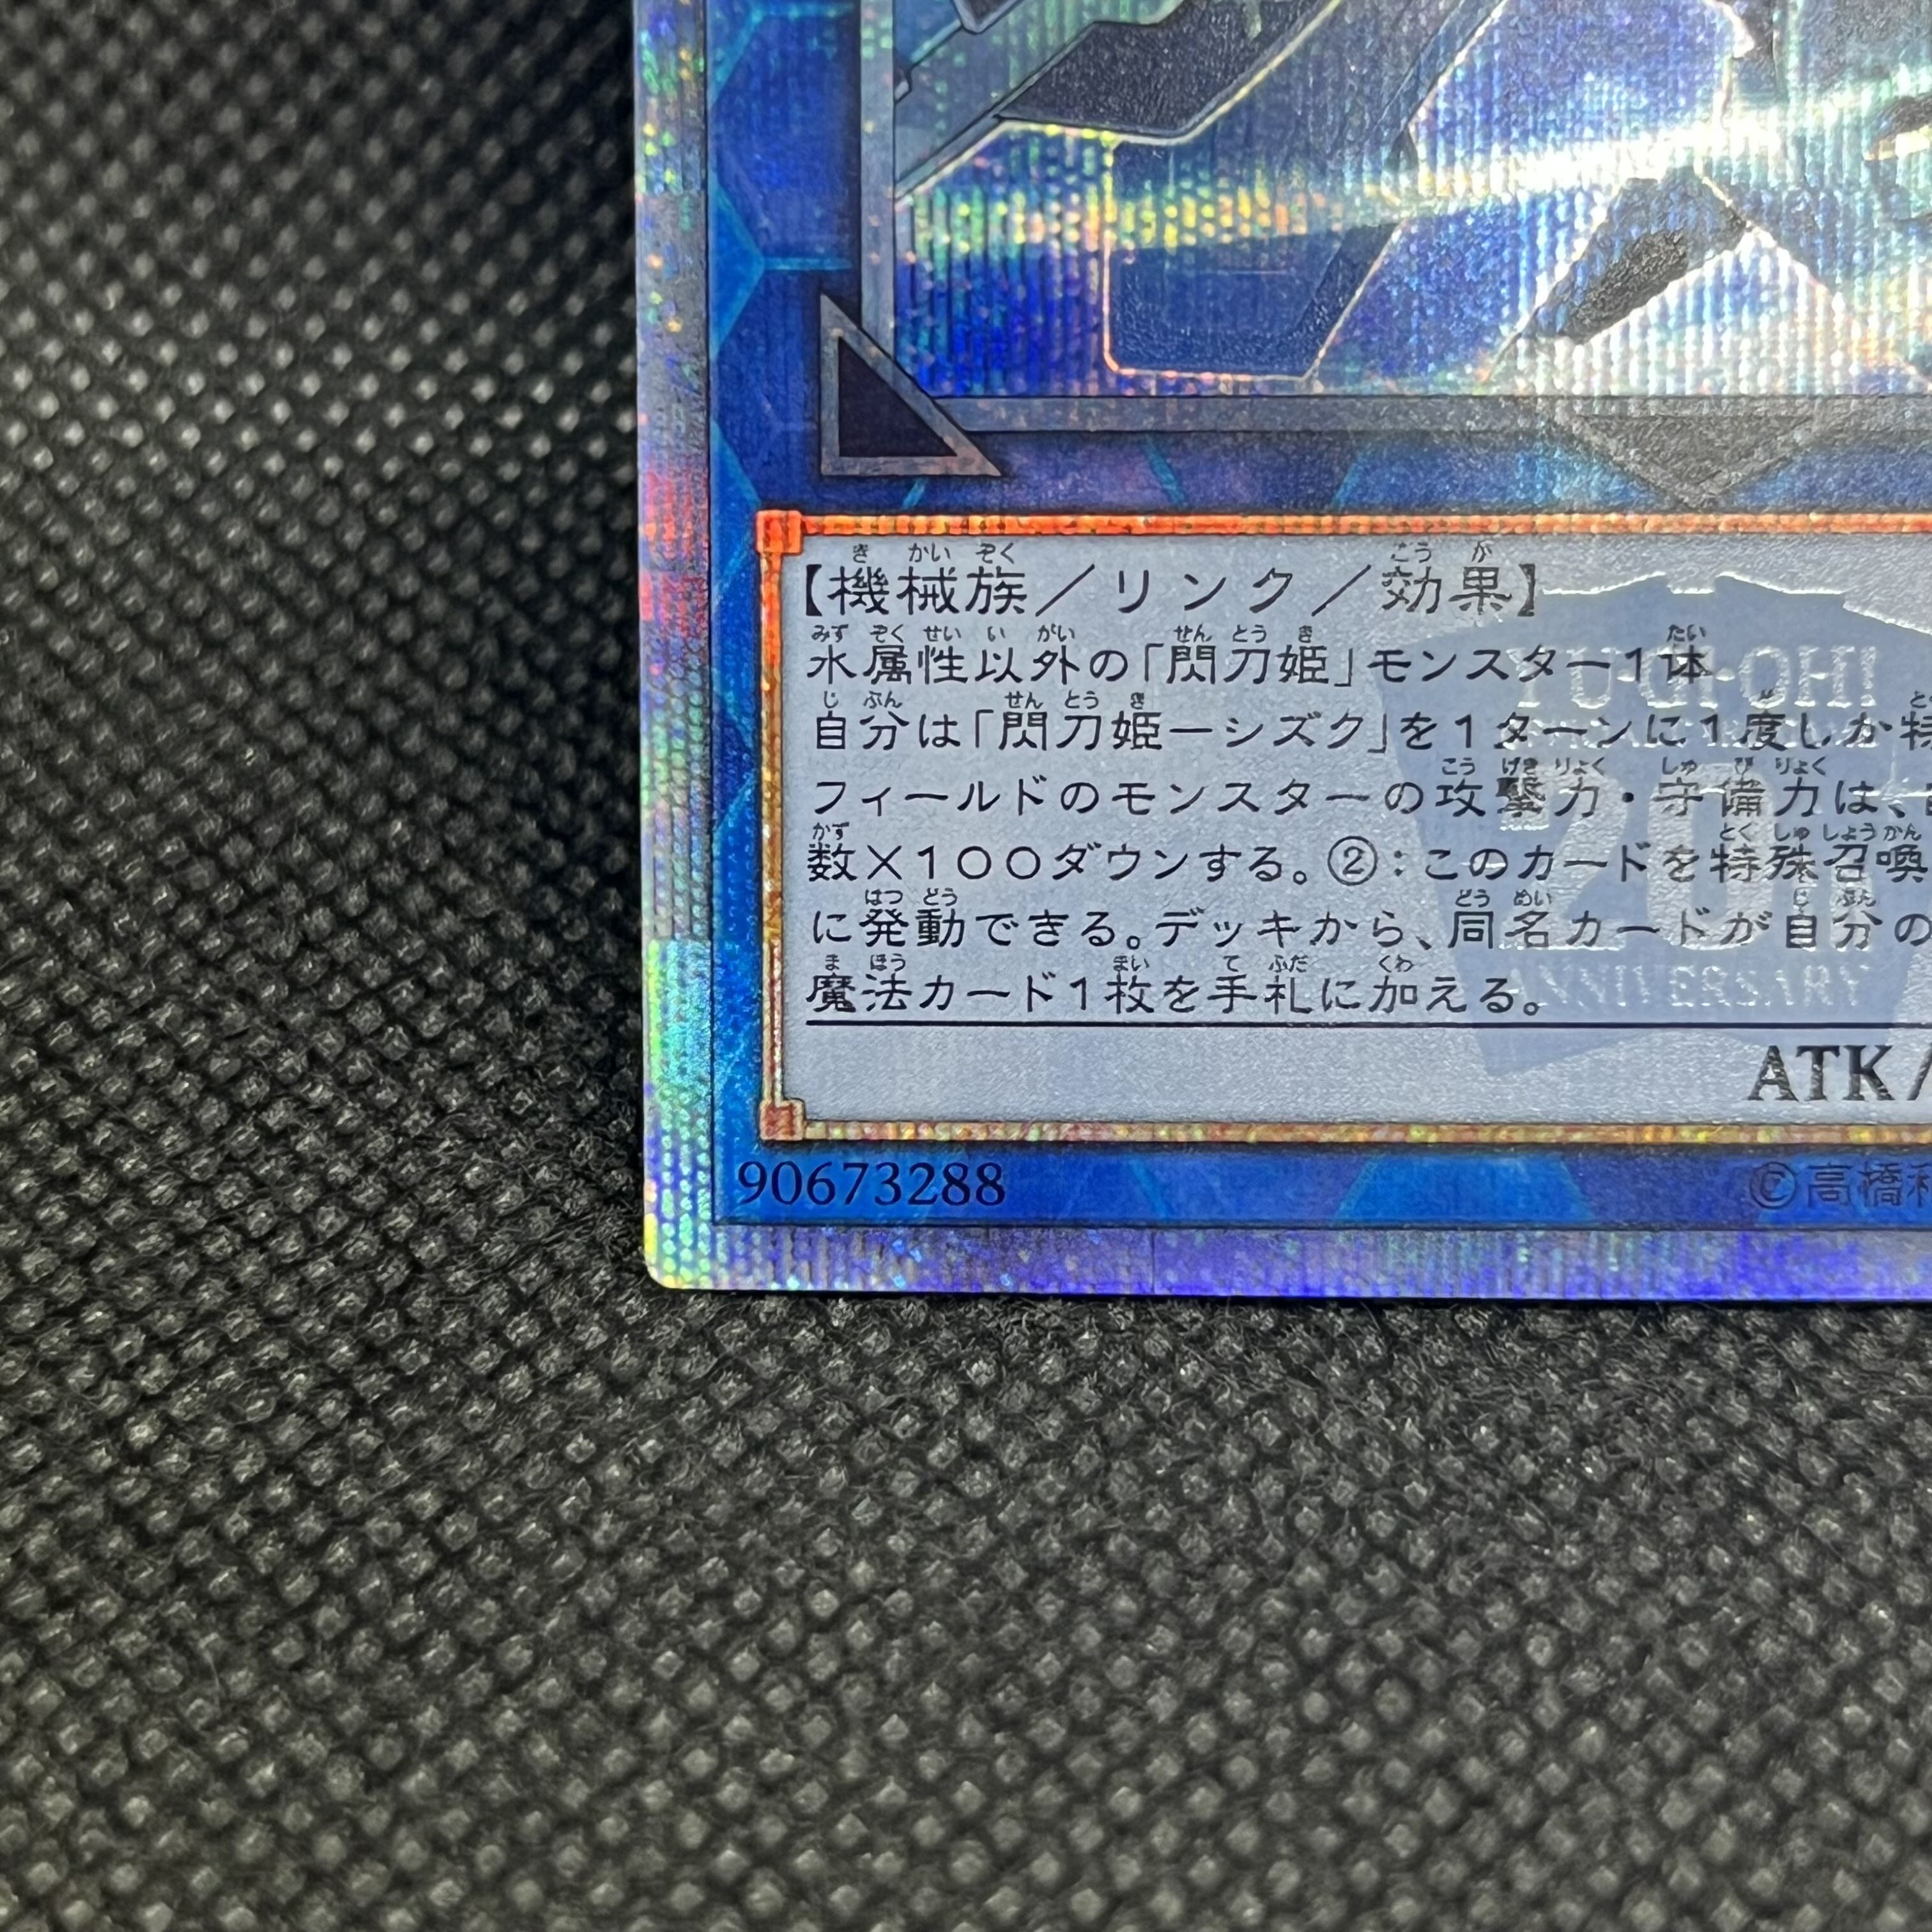 【機械族／リンク／効果】
水属性以外の「閃刀姫」モンスター1体
自分は「閃刀姫－シズク」を1ターンに1度しか特
フィールドのモンスターの攻撃力・守備力は、
数×100ダウンする。②：このカードを特殊召喚
に発動できる。デッキから、同名カードが自分の
魔法カード1枚を手札に加える。
YU-GI-OH!
20th
ANNIVERSARY
ATK/
90673288
©高橋和